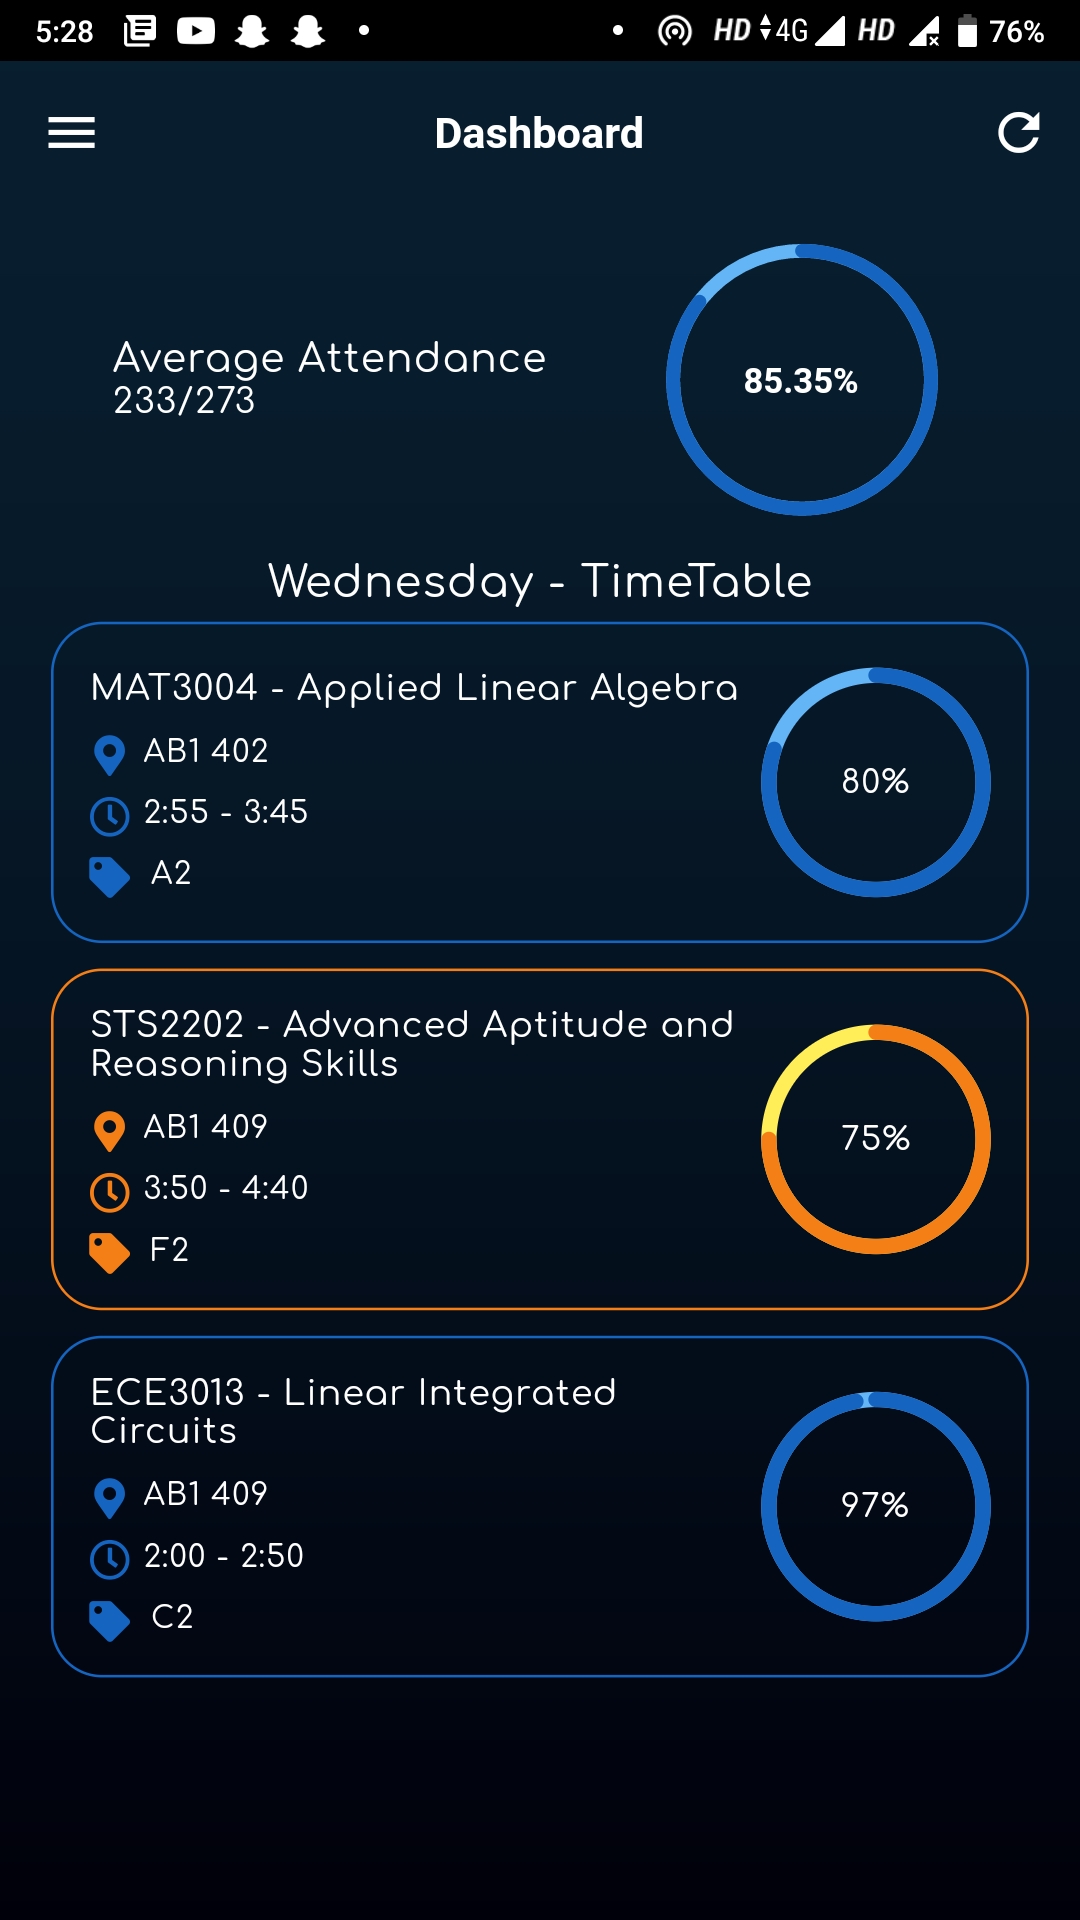 5:28 HD 4G HD 76%
Dashboard
Average Attendance
233/273
85.35%
Wednesday - TimeTable
MAT3004 - Applied Linear Algebra
AB1 402
2:55 - 3:45
A2
80%
STS2202 - Advanced Aptitude and
Reasoning Skills
AB1 409
3:50 - 4:40
F2
75%
ECE3013 - Linear Integrated
Circuits
AB1 409
2:00 - 2:50
C2
97%